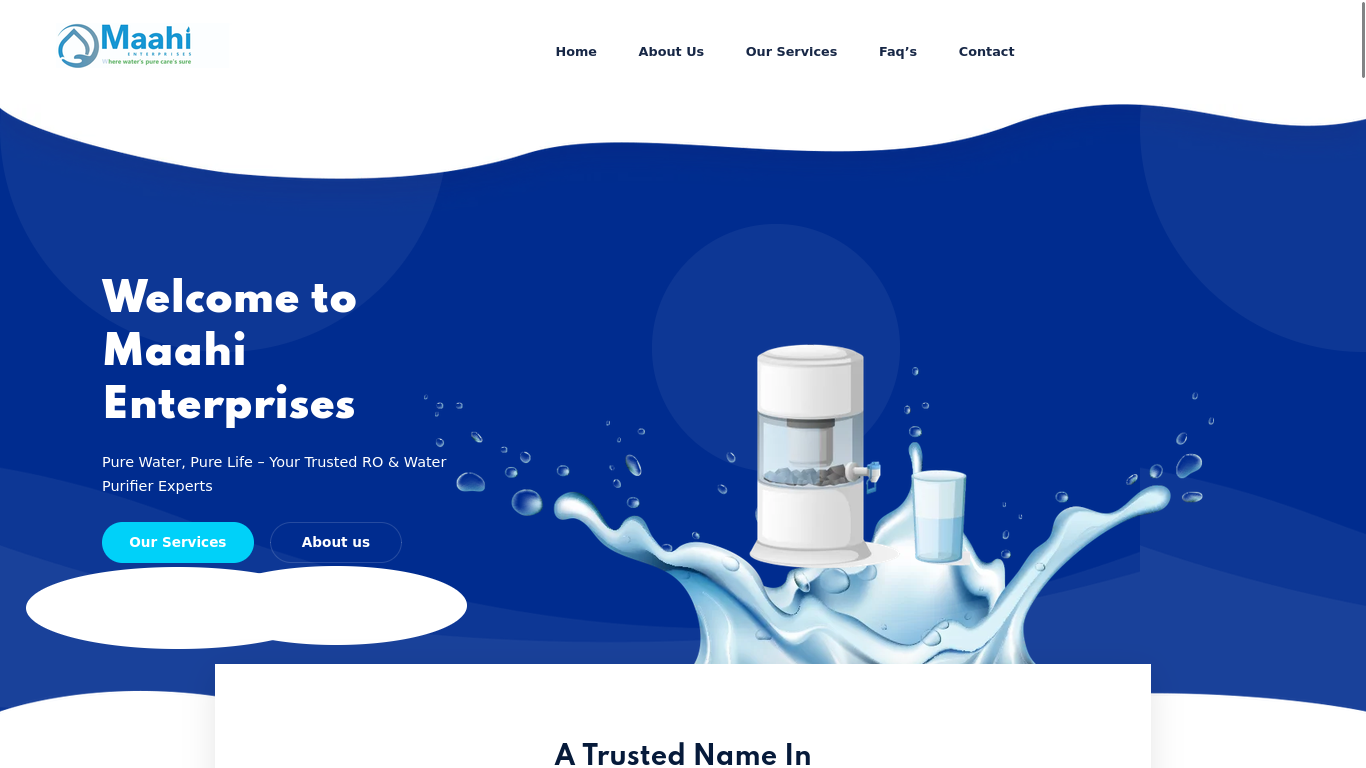 Maahi
ENTERPRISES
Where water's pure care's sure
Home
About Us
Our Services
Faq’s
Contact
Welcome to
Maahi
Enterprises
Pure Water, Pure Life – Your Trusted RO & Water
Purifier Experts
Our Services
About us
A Trusted Name In